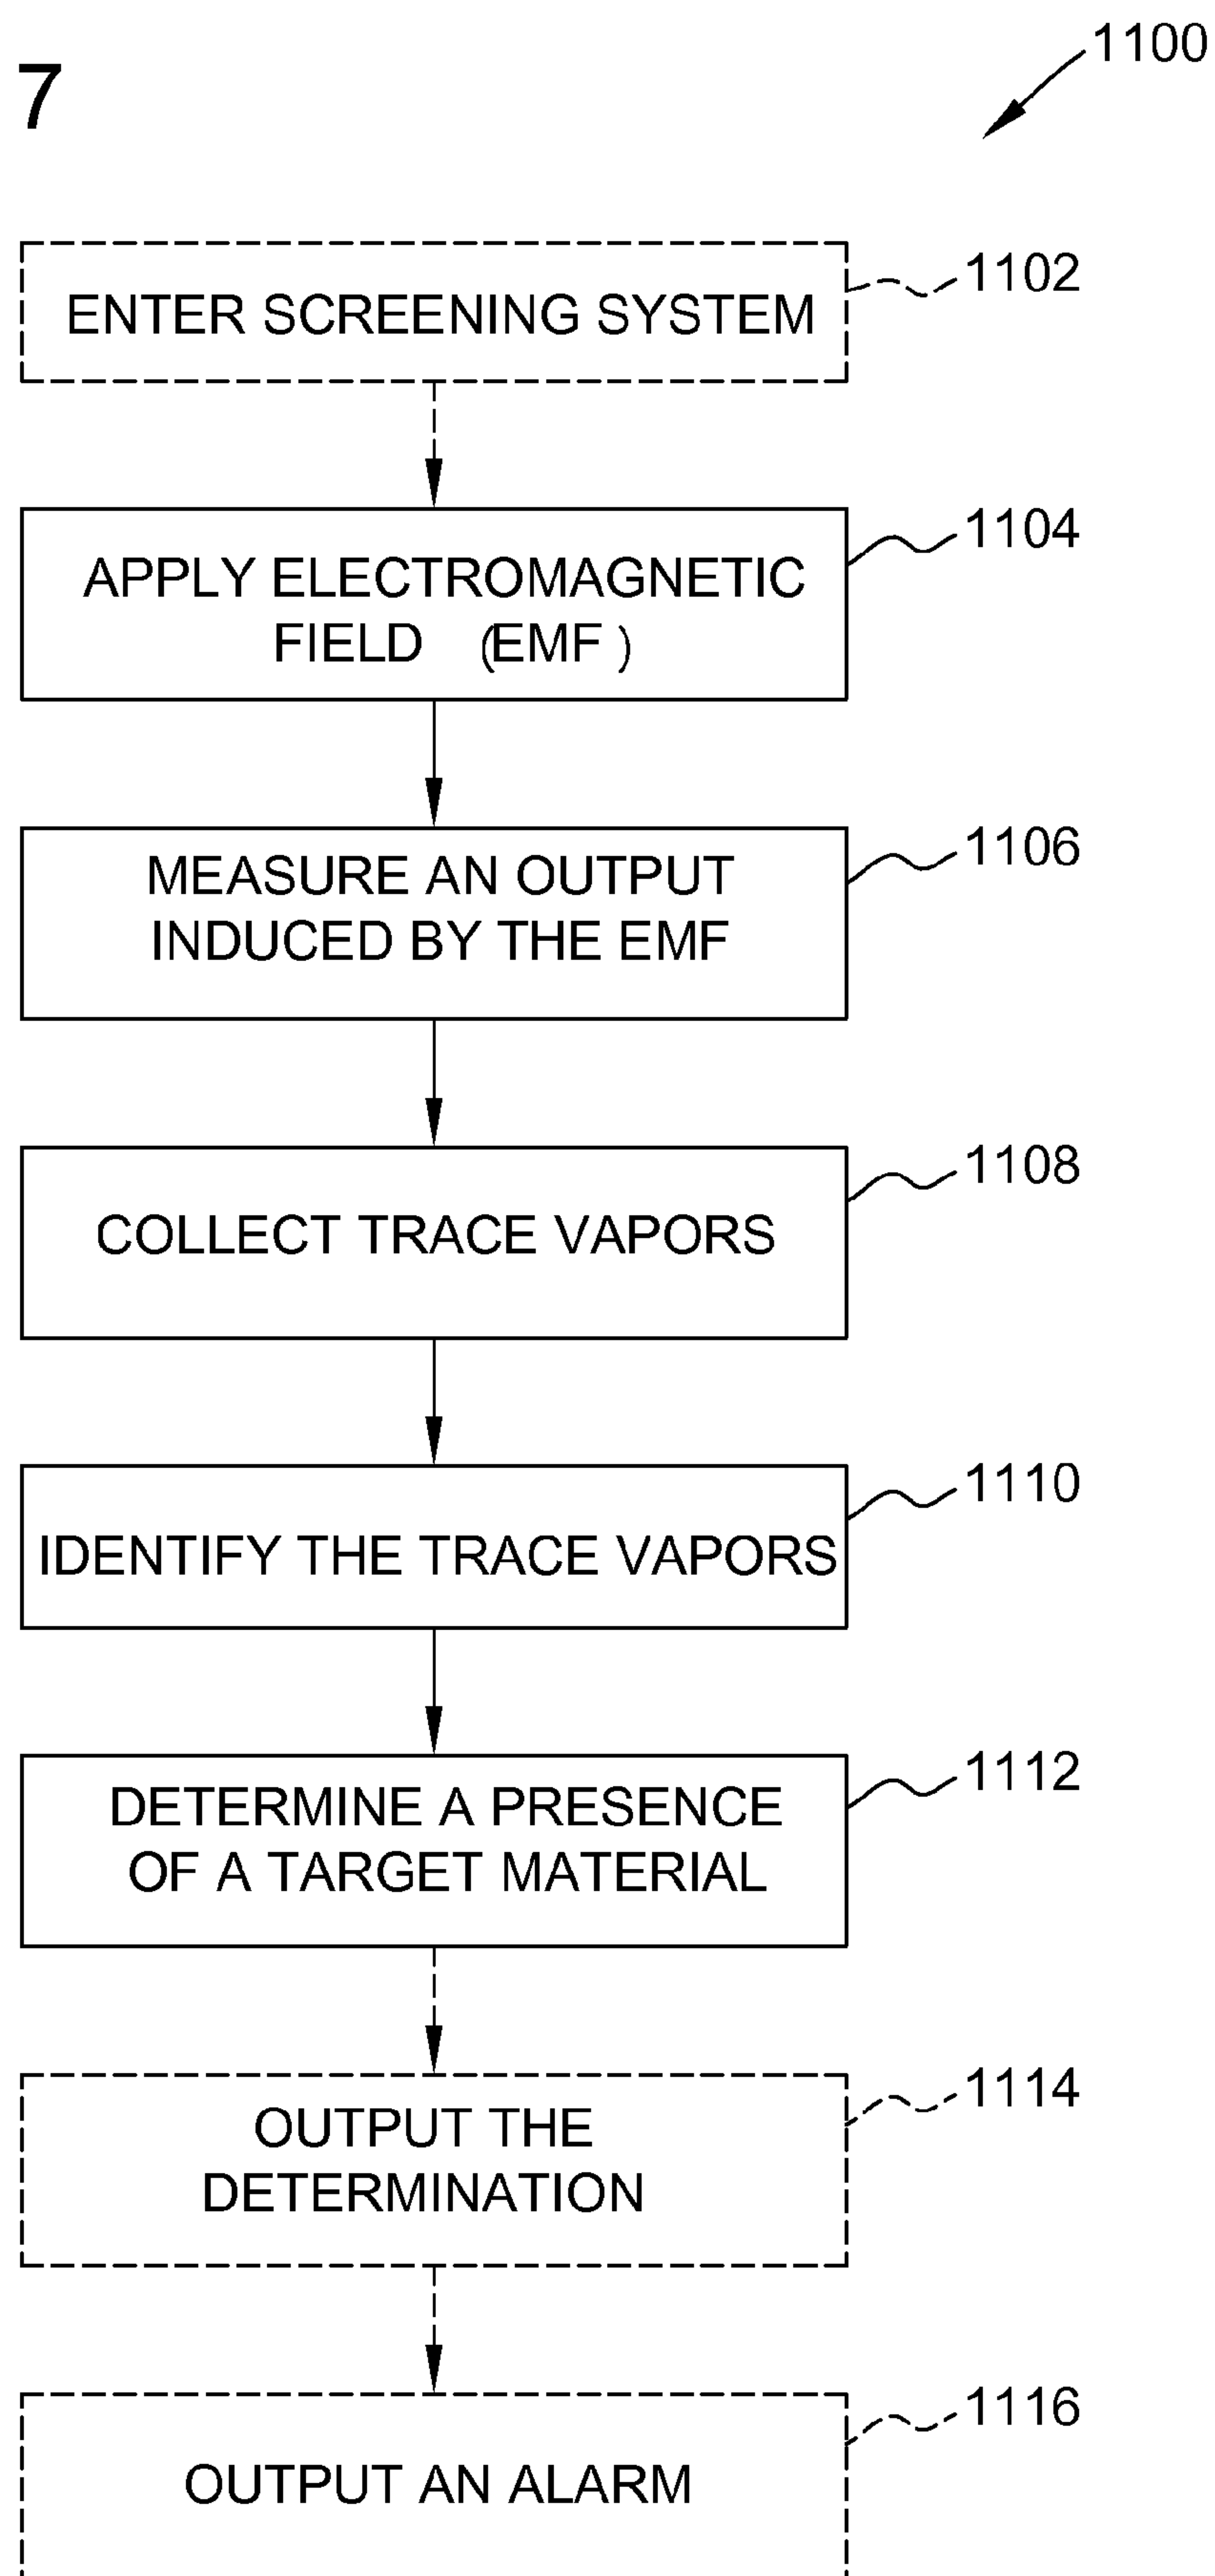 7
1100
ENTER SCREENING SYSTEM
1102
APPLY ELECTROMAGNETIC
FIELD (EMF)
1104
MEASURE AN OUTPUT
INDUCED BY THE EMF
1106
COLLECT TRACE VAPORS
1108
IDENTIFY THE TRACE VAPORS
1110
DETERMINE A PRESENCE
OF A TARGET MATERIAL
1112
OUTPUT THE
DETERMINATION
1114
OUTPUT AN ALARM
1116